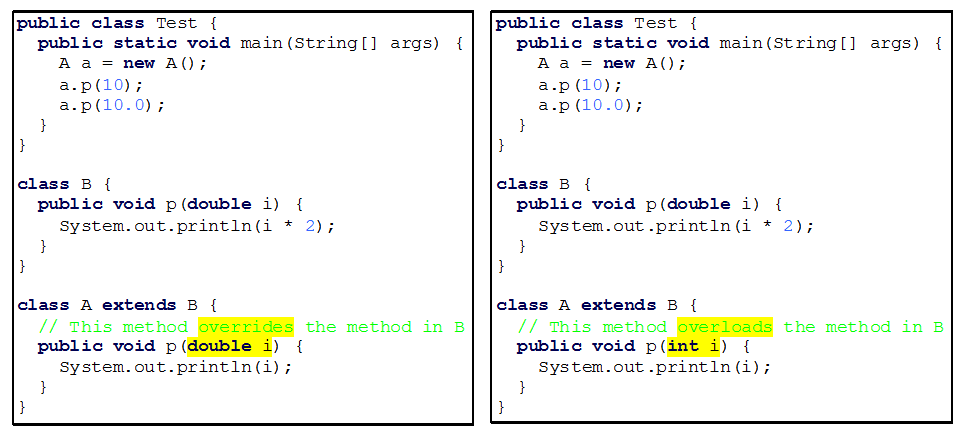 public class Test {
  public static void main(String[] args) {
    A a = new A();
    a.p(10);
    a.p(10.0);
  }
}

class B {
  public void p(double i) {
    System.out.println(i * 2);
  }
}

class A extends B {
  // This method overrides the method in B
  public void p(double i) {
    System.out.println(i);
  }
}

public class Test {
  public static void main(String[] args) {
    A a = new A();
    a.p(10);
    a.p(10.0);
  }
}

class B {
  public void p(double i) {
    System.out.println(i * 2);
  }
}

class A extends B {
  // This method overloads the method in B
  public void p(int i) {
    System.out.println(i);
  }
}